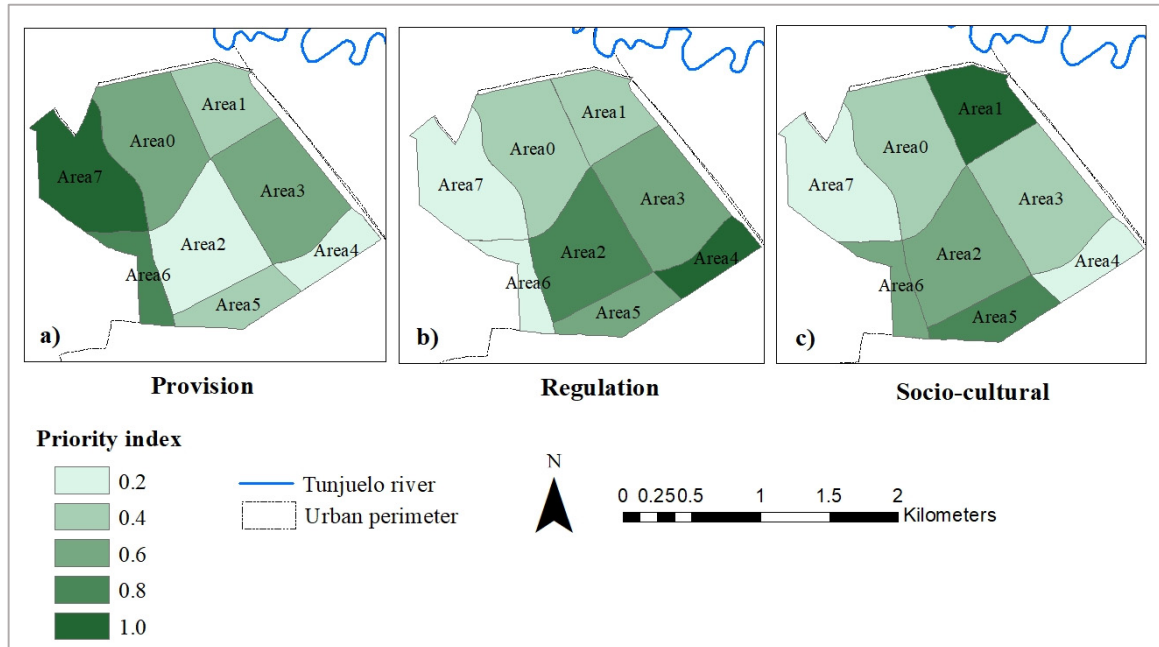 Area1
Area0
Area7
Area3
Area2
Area4
Area6
Area5
a)
Provision
Area1
Area0
Area7
Area3
Area2
Area4
Area6
Area5
b)
Regulation
Area1
Area0
Area7
Area3
Area2
Area4
Area6
Area5
c)
Socio-cultural
Priority index
0.2
0.4
0.6
0.8
1.0
Tunjuelo river
Urban perimeter
N
0 0.250.5 1 1.5 2
Kilometers